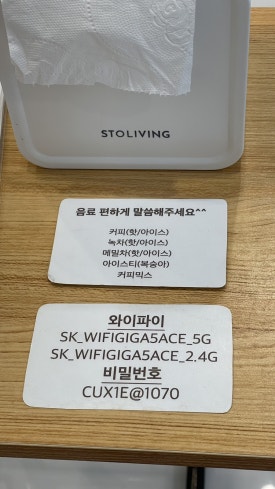 STOLIVING
음료 편하게 말씀해주세요^^
커피(핫/아이스)
녹차(핫/아이스)
메밀차(핫/아이스)
아이스티(복숭아)
커피믹스
와이파이
SK_WIFIGIGA5ACE_5G
SK_WIFIGIGA5ACE_2.4G
비밀번호
CUX1E@1070